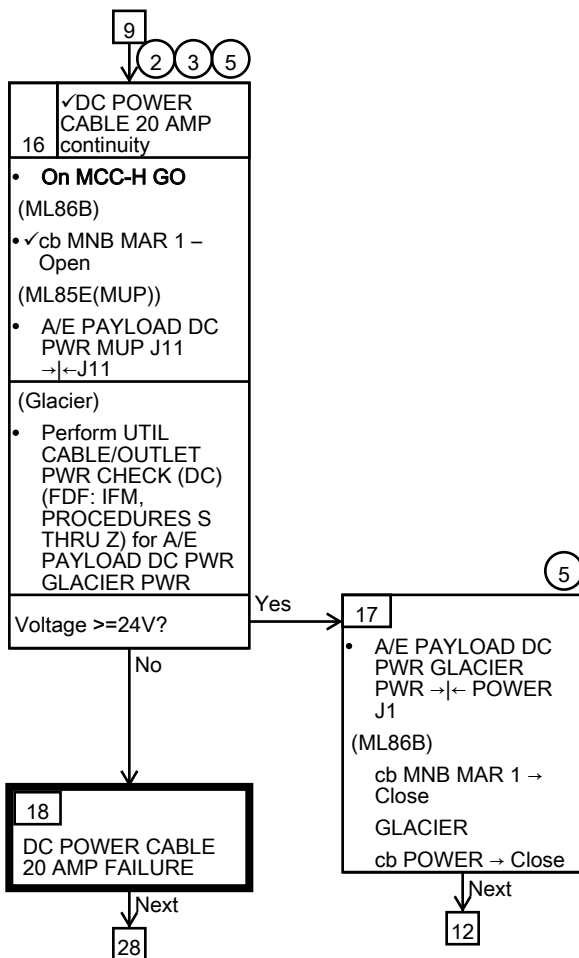 9
2 3 5
✓DC POWER
CABLE 20 AMP
16 continuity
• On MCC-H GO
(ML86B)
• ✓cb MNB MAR 1 –
Open
(ML85E(MUP))
• A/E PAYLOAD DC
PWR MUP J11
→|←J11
(Glacier)
• Perform UTIL
CABLE/OUTLET
PWR CHECK (DC)
(FDF: IFM,
PROCEDURES S
THRU Z) for A/E
PAYLOAD DC PWR
GLACIER PWR
Voltage >=24V?
Yes
No
5
17
• A/E PAYLOAD DC
PWR GLACIER
PWR →|← POWER
J1
(ML86B)
cb MNB MAR 1 →
Close
GLACIER
cb POWER → Close
Next
12
18
DC POWER CABLE
20 AMP FAILURE
Next
28